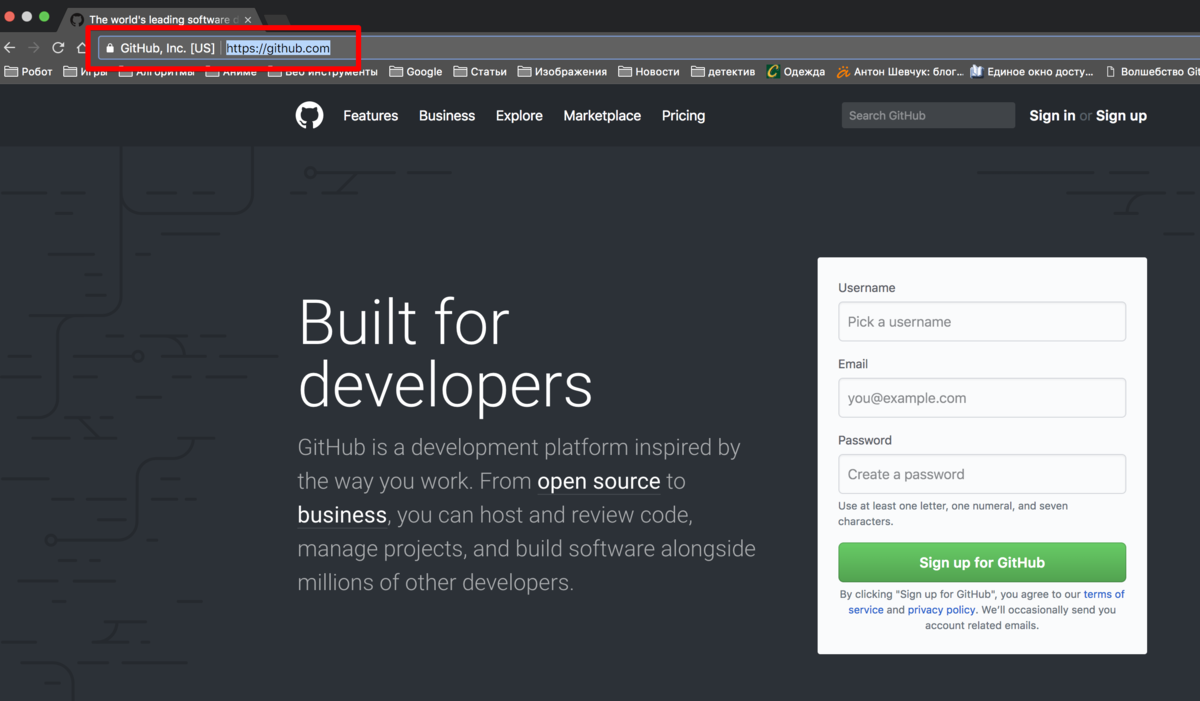 The world's leading software d
GitHub, Inc. [US] https://github.com
Робот Игры Алгоритмы Аниме Веб инструменты Google Статьи Изображения Новости детектив Одежда Антон Шевчук: блог... Единое окно досту... Волшебство Git
Features Business Explore Marketplace Pricing Search GitHub Sign in or Sign up
Built for
developers
GitHub is a development platform inspired by
the way you work. From open source to
business, you can host and review code,
manage projects, and build software alongside
millions of other developers.
Username
Pick a username
Email
you@example.com
Password
Create a password
Use at least one letter, one numeral, and seven
characters.
Sign up for GitHub
By clicking "Sign up for GitHub", you agree to our terms of
service and privacy policy. We'll occasionally send you
account related emails.